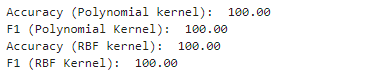 Accuracy (Polynomial kernel):  100.00
F1 (Polynomial Kernel):  100.00
Accuracy (RBF kernel):  100.00
F1 (RBF Kernel):  100.00